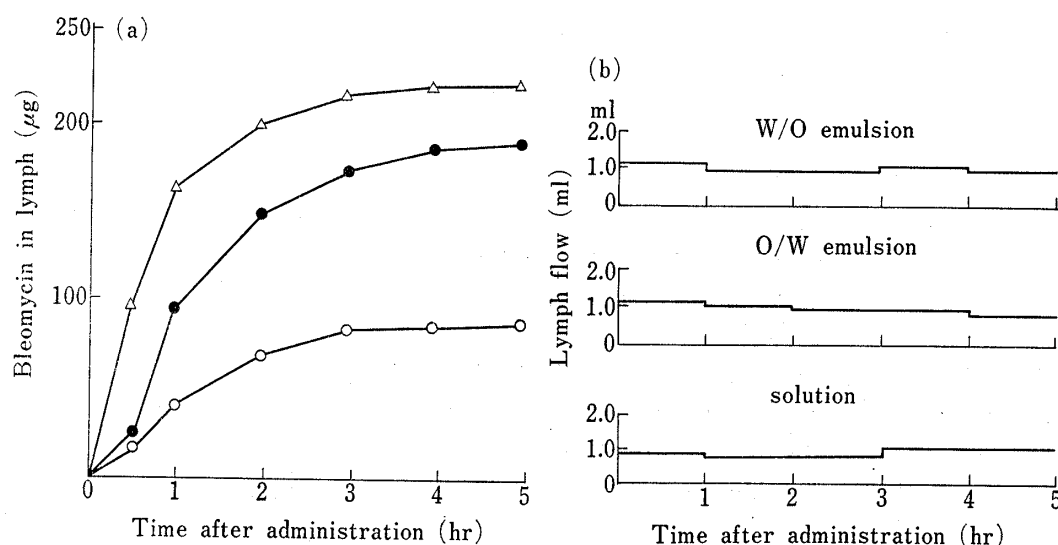 (a)
250
200
100
Bleomycin in lymph (μg)
0 1 2 3 4 5
Time after administration (hr)
(b)
ml
W/O emulsion
2.0
1.0
0
O/W emulsion
2.0
1.0
0
solution
2.0
1.0
0
Lymph flow (ml)
1 2 3 4 5
Time after administration (hr)